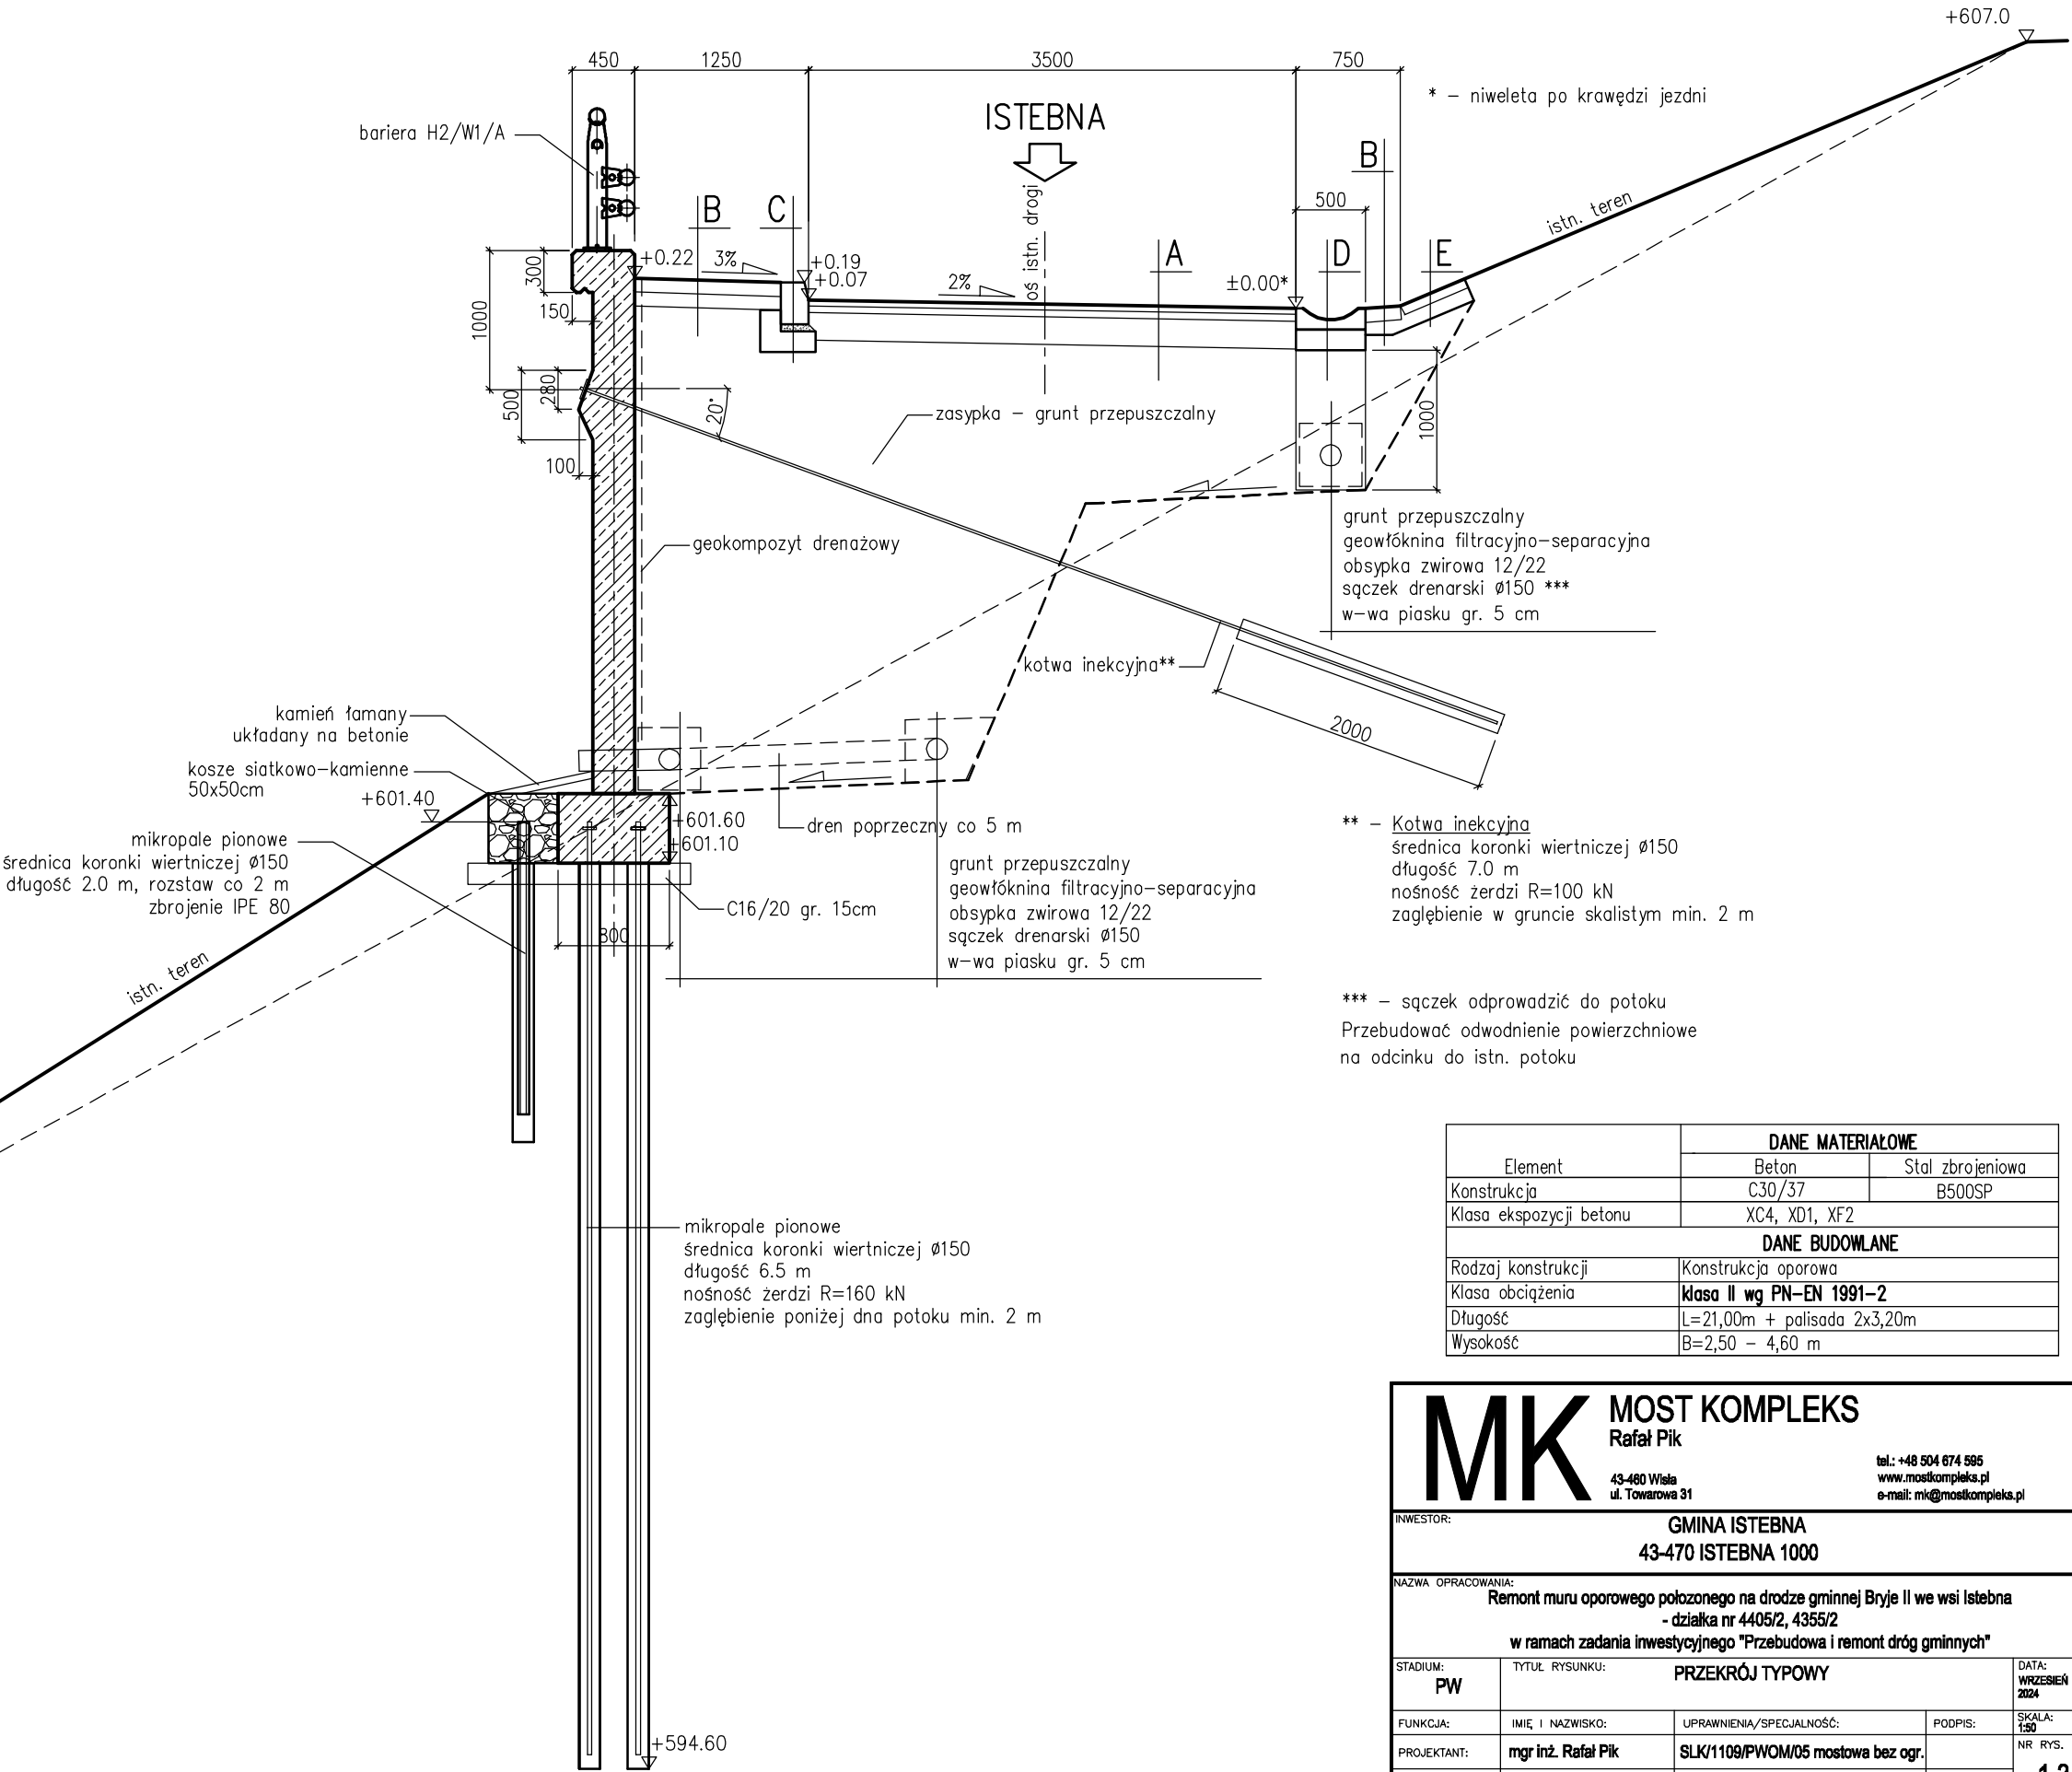 +607.0
450
1250
3500
750
* – niweleta po krawędzi jezdni
ISTEBNA
bariera H2/W1/A
B
500
istn. teren
oś istn. drogi
B
C
A
D
E
+0.22
3%
+0.19
+0.07
2%
±0.00*
300
150
1000
280
500
100
20°
zasypka – grunt przepuszczalny
1000
geokompozyt drenażowy
grunt przepuszczalny
geowłóknina filtracyjno–separacyjna
obsypka zwirowa 12/22
sączek drenarski ø150 ***
w–wa piasku gr. 5 cm
kotwa inekcyjna**
2000
kamień łamany
układany na betonie
kosze siatkowo–kamienne
50x50cm
+601.40
mikropale pionowe
średnica koronki wiertniczej ø150
długość 2.0 m, rozstaw co 2 m
zbrojenie IPE 80
+601.60
+601.10
dren poprzeczny co 5 m
C16/20 gr. 15cm
800
istn. teren
grunt przepuszczalny
geowłóknina filtracyjno–separacyjna
obsypka zwirowa 12/22
sączek drenarski ø150
w–wa piasku gr. 5 cm
** – Kotwa inekcyjna
średnica koronki wiertniczej ø150
długość 7.0 m
nośność żerdzi R=100 kN
zagłębienie w gruncie skalistym min. 2 m
*** – sączek odprowadzić do potoku
Przebudować odwodnienie powierzchniowe
na odcinku do istn. potoku
mikropale pionowe
średnica koronki wiertniczej ø150
długość 6.5 m
nośność żerdzi R=160 kN
zagłębienie poniżej dna potoku min. 2 m
+594.60
DANE MATERIAŁOWE
Element Beton Stal zbrojeniowa
Konstrukcja C30/37 B500SP
Klasa ekspozycji betonu XC4, XD1, XF2
DANE BUDOWLANE
Rodzaj konstrukcji Konstrukcja oporowa
Klasa obciążenia klasa II wg PN–EN 1991–2
Długość L=21,00m + palisada 2x3,20m
Wysokość B=2,50 – 4,60 m
MK MOST KOMPLEKS
Rafał Pik
43-460 Wisła
ul. Towarowa 31
tel.: +48 504 674 595
www.mostkompleks.pl
e-mail: mk@mostkompleks.pl
INWESTOR:
GMINA ISTEBNA
43-470 ISTEBNA 1000
NAZWA OPRACOWANIA:
Remont muru oporowego połozonego na drodze gminnej Bryje II we wsi Istebna
- działka nr 4405/2, 4355/2
w ramach zadania inwestycyjnego "Przebudowa i remont dróg gminnych"
STADIUM:
PW
TYTUŁ RYSUNKU:
PRZEKRÓJ TYPOWY
DATA:
WRZESIEŃ
2024
FUNKCJA: IMIĘ I NAZWISKO: UPRAWNIENIA/SPECJALNOŚĆ: PODPIS:
SKALA:
1:50
PROJEKTANT: mgr inż. Rafał Pik SLK/1109/PWOM/05 mostowa bez ogr.
NR RYS.